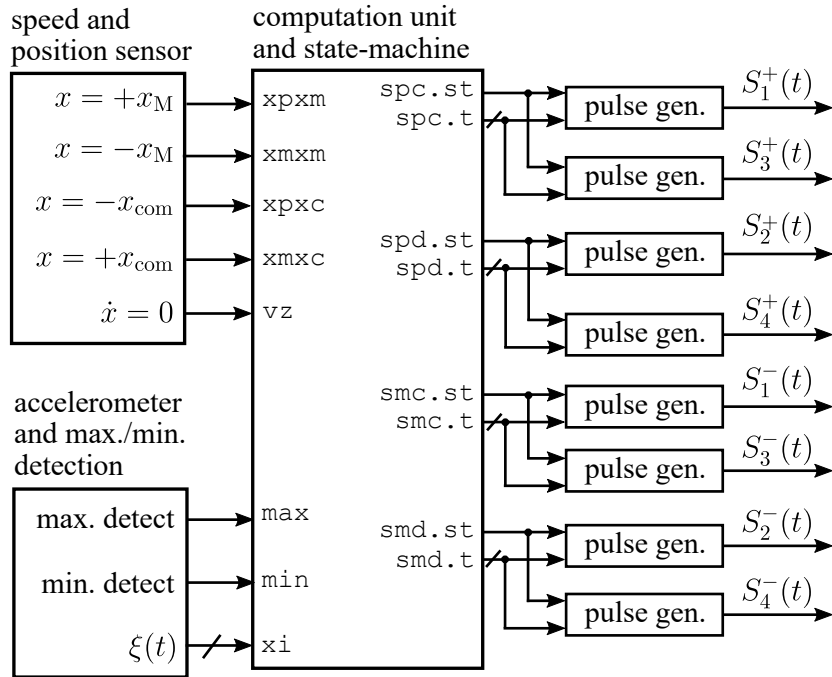 speed and
position sensor
x = +x_M
x = −x_M
x = −x_com
x = +x_com
ẋ = 0
accelerometer
and max./min.
detection
max. detect
min. detect
ξ(t)
computation unit
and state-machine
xpxm
xmxm
xpxc
xmxc
vz
max
min
xi
spc.st
spc.t
spd.st
spd.t
smc.st
smc.t
smd.st
smd.t
pulse gen.
S_1^+(t)
pulse gen.
S_3^+(t)
pulse gen.
S_2^+(t)
pulse gen.
S_4^+(t)
pulse gen.
S_1^−(t)
pulse gen.
S_3^−(t)
pulse gen.
S_2^−(t)
pulse gen.
S_4^−(t)